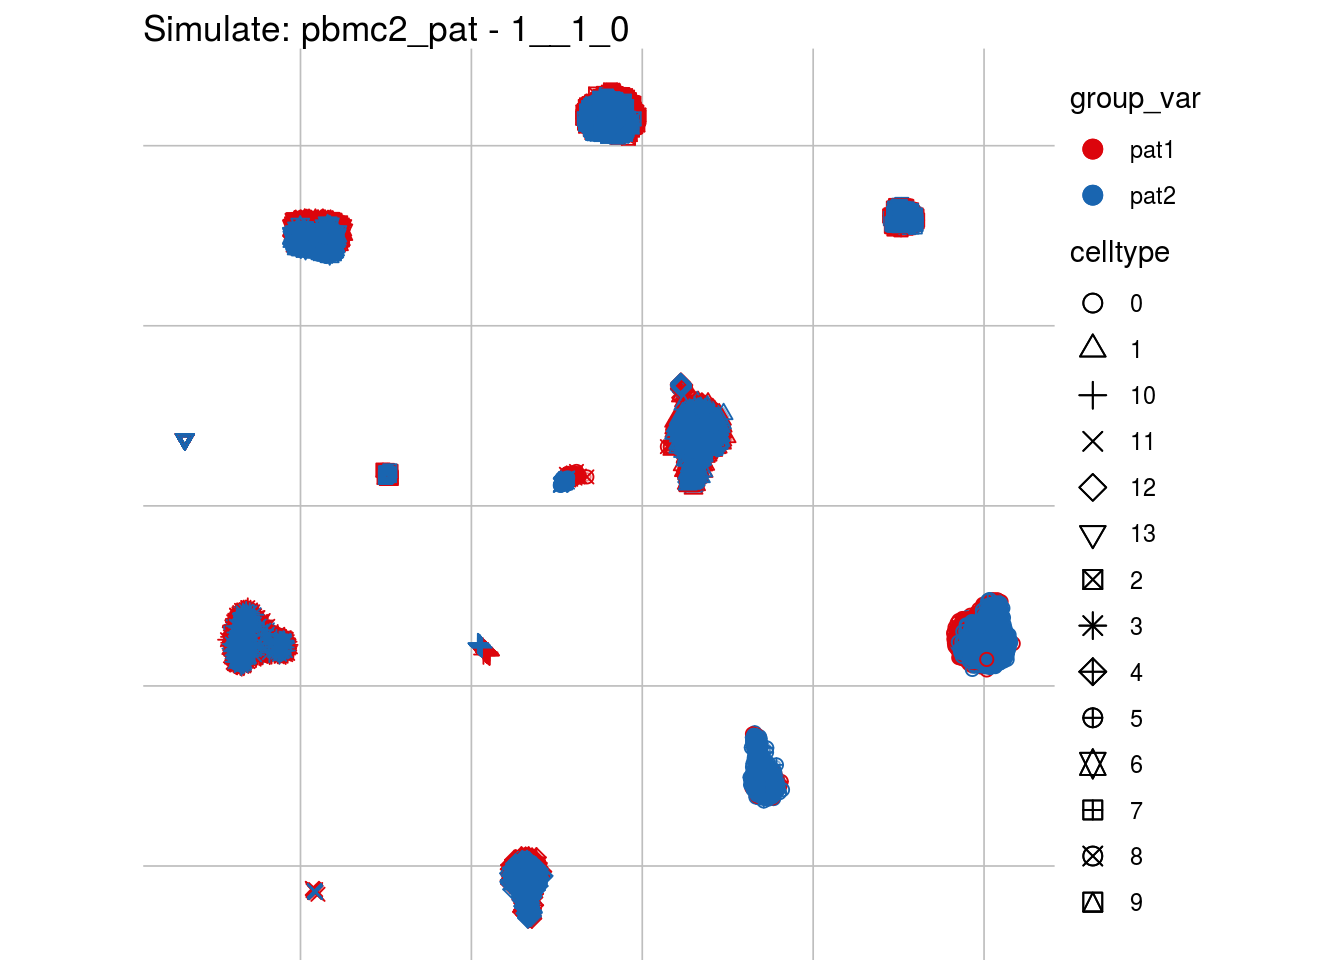 Simulate: pbmc2_pat - 1__1_0
group_var
pat1
pat2
celltype
0
1
10
11
12
13
2
3
4
5
6
7
8
9